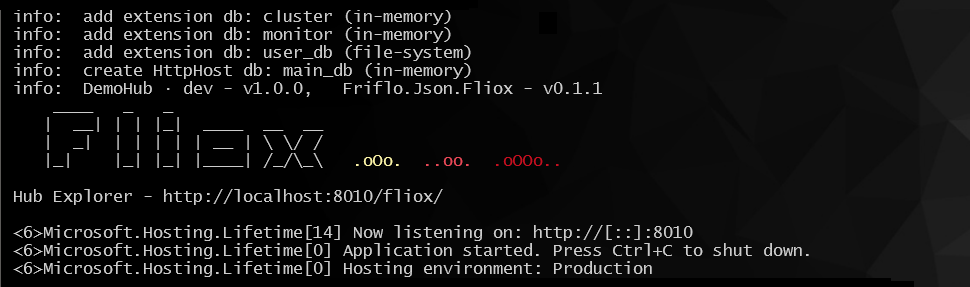 info:  add extension db: cluster (in-memory)
info:  add extension db: monitor (in-memory)
info:  add extension db: user_db (file-system)
info:  create HttpHost db: main_db (in-memory)
info:  DemoHub · dev - v1.0.0,   Friflo.Json.Fliox - v0.1.1
Fliox   .oOo.  ..oo.  .oOOo..
Hub Explorer - http://localhost:8010/fliox/
<6>Microsoft.Hosting.Lifetime[14] Now listening on: http://[::]:8010
<6>Microsoft.Hosting.Lifetime[0] Application started. Press Ctrl+C to shut down.
<6>Microsoft.Hosting.Lifetime[0] Hosting environment: Production